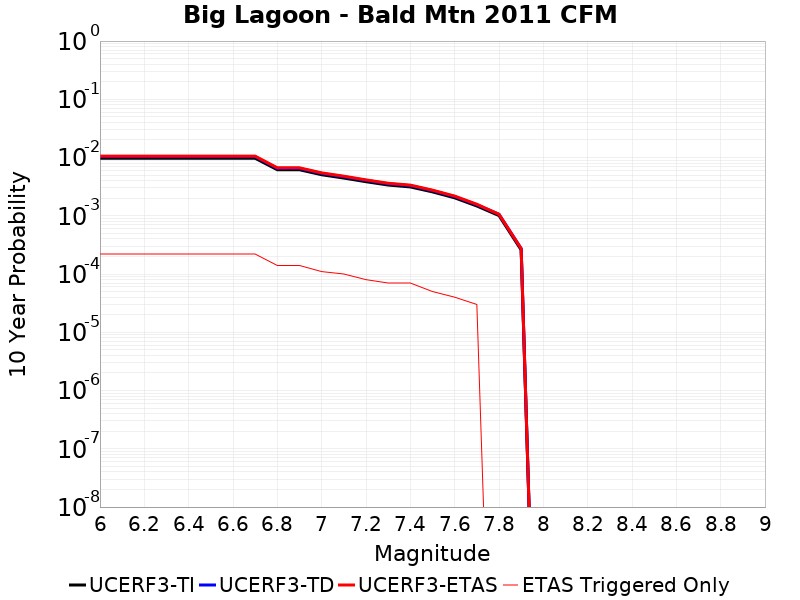 Big Lagoon - Bald Mtn 2011 CFM
10 Year Probability
10^0
10^-1
10^-2
10^-3
10^-4
10^-5
10^-6
10^-7
10^-8
6 6.2 6.4 6.6 6.8 7 7.2 7.4 7.6 7.8 8 8.2 8.4 8.6 8.8 9
Magnitude
UCERF3-TI UCERF3-TD UCERF3-ETAS ETAS Triggered Only